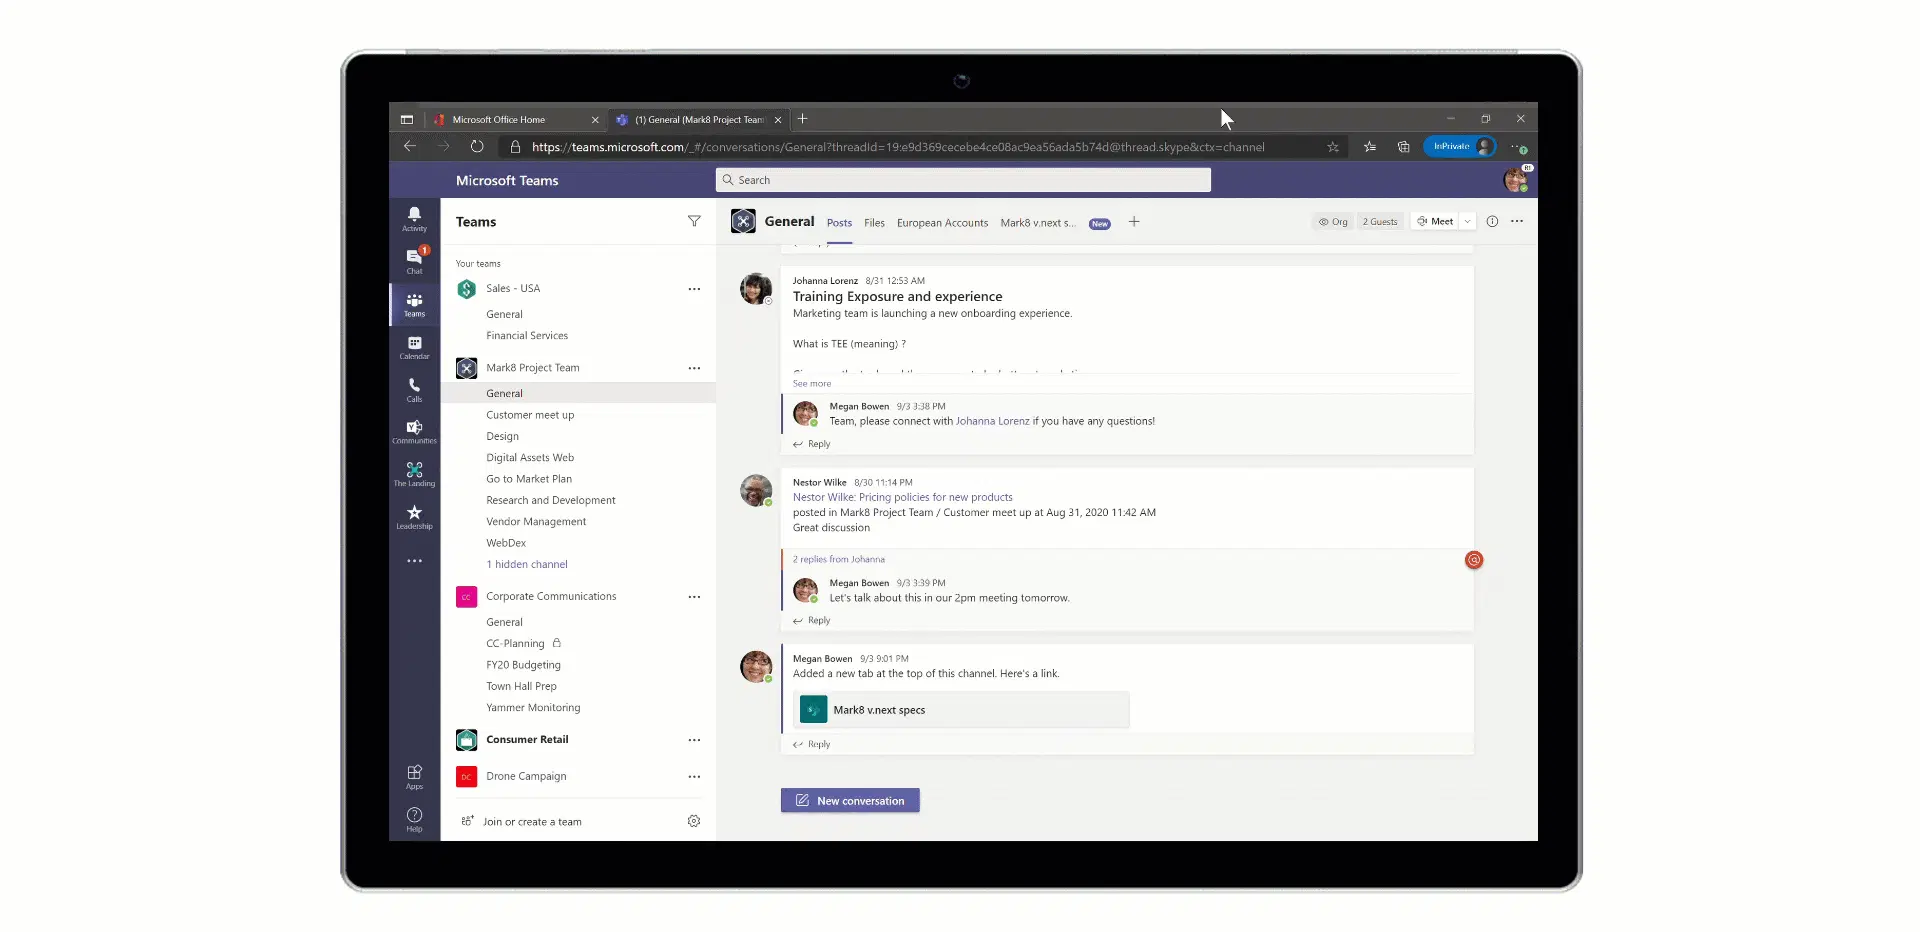 Microsoft Office Home
(1) General (Mark8 Project Team
https://teams.microsoft.com/_#/conversations/General?threadId=19:e9d369cecebe4ce08ac9ea56ada5b74d@thread.skype&ctx=channel
InPrivate
Microsoft Teams
Search
Activity
1
Chat
Teams
Calendar
Calls
Communities
The Landing
Leadership
Apps
Help
Teams
Your teams
Sales - USA
General
Financial Services
Mark8 Project Team
General
Customer meet up
Design
Digital Assets Web
Go to Market Plan
Research and Development
Vendor Management
WebDex
1 hidden channel
CC Corporate Communications
General
CC-Planning
FY20 Budgeting
Town Hall Prep
Yammer Monitoring
Consumer Retail
DC Drone Campaign
Join or create a team
General Posts Files European Accounts Mark8 v.next s... New
Org 2 Guests Meet
Johanna Lorenz 8/31 12:53 AM
Training Exposure and experience
Marketing team is launching a new onboarding experience.
What is TEE (meaning) ?
See more
Megan Bowen 9/3 3:38 PM
Team, please connect with Johanna Lorenz if you have any questions!
Reply
Nestor Wilke 8/30 11:14 PM
Nestor Wilke: Pricing policies for new products
posted in Mark8 Project Team / Customer meet up at Aug 31, 2020 11:42 AM
Great discussion
2 replies from Johanna
Megan Bowen 9/3 3:39 PM
Let's talk about this in our 2pm meeting tomorrow.
Reply
Megan Bowen 9/3 9:01 PM
Added a new tab at the top of this channel. Here's a link.
Mark8 v.next specs
Reply
New conversation